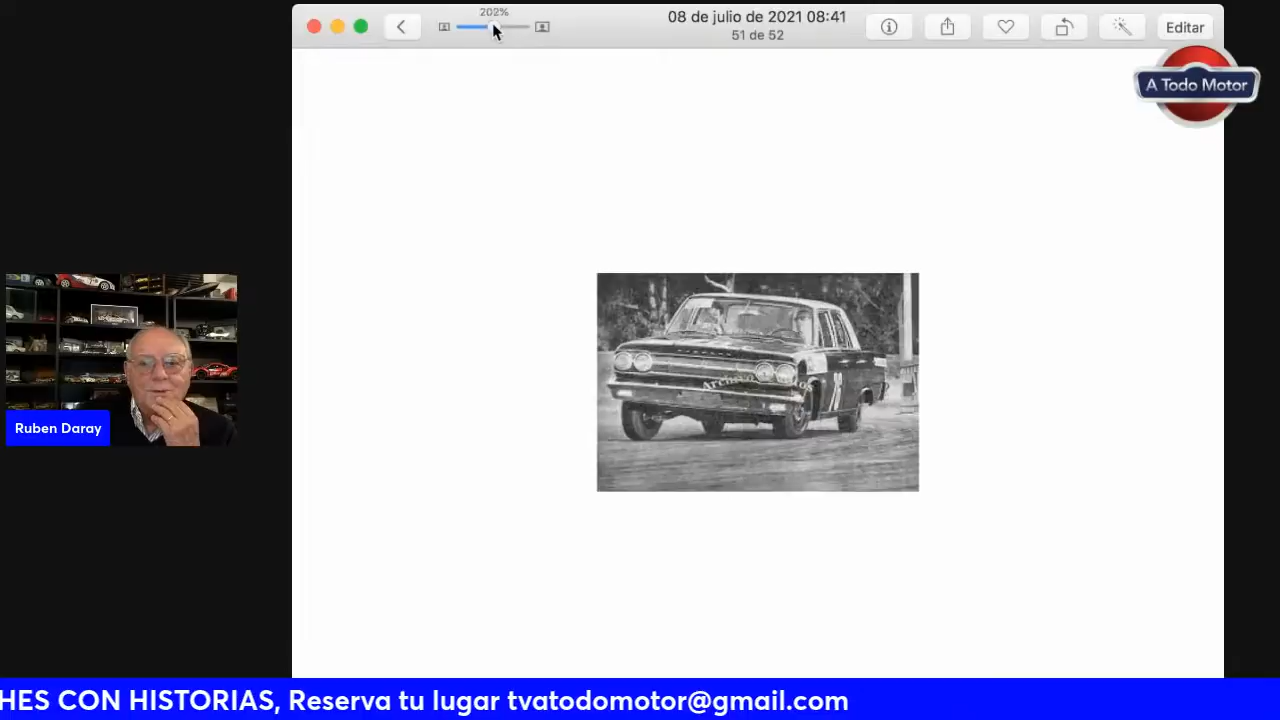 202%
08 de julio de 2021 08:41
51 de 52
Editar
A Todo Motor
Archivo
Ruben Daray
HES CON HISTORIAS, Reserva tu lugar tvatodomotor@gmail.com